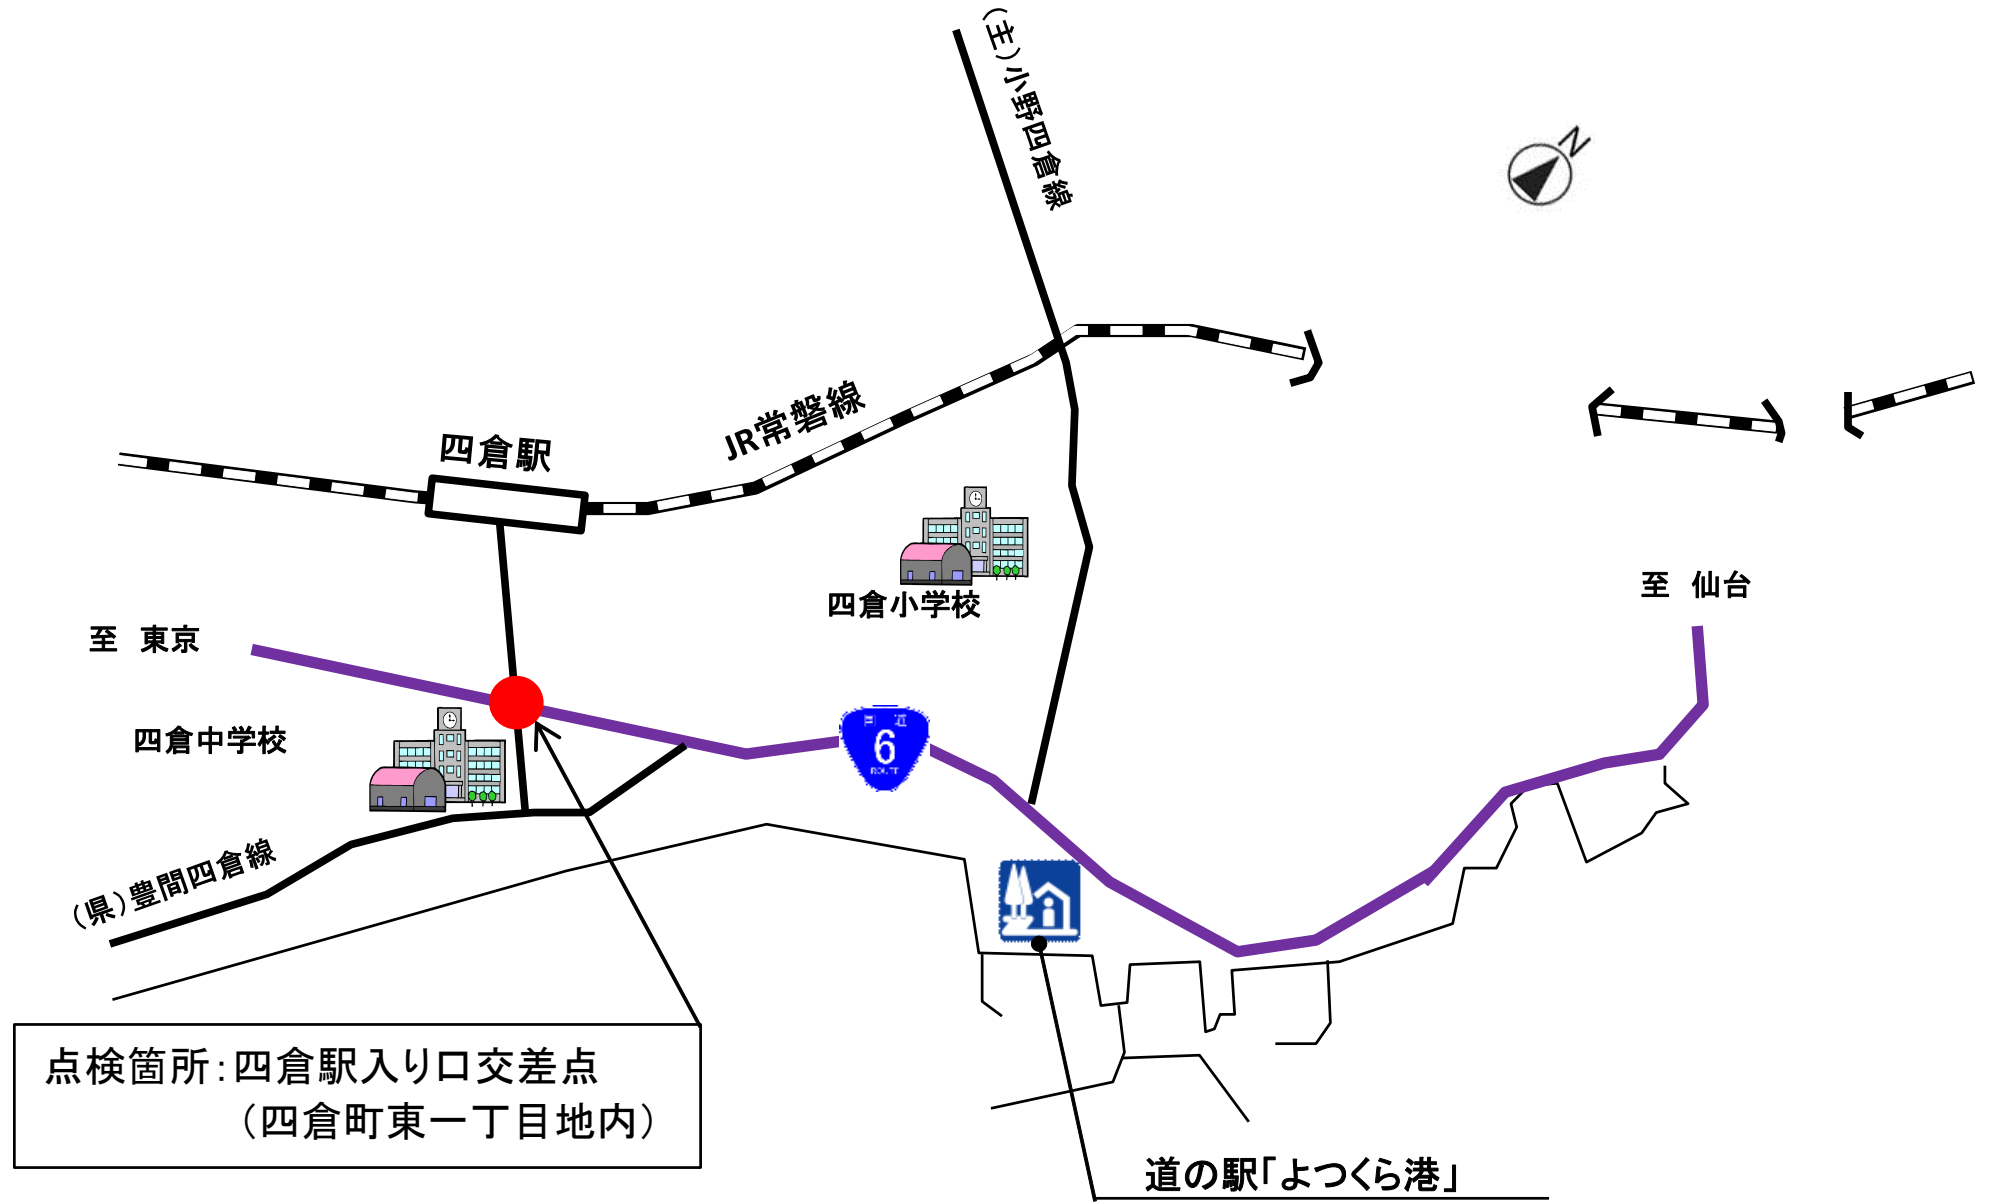 (主)小野四倉線
N
JR常磐線
四倉駅
四倉小学校
至 仙台
至 東京
国 道
6
ROUTE
四倉中学校
(県)豊間四倉線
点検箇所:四倉駅入り口交差点
(四倉町東一丁目地内)
道の駅「よつくら港」